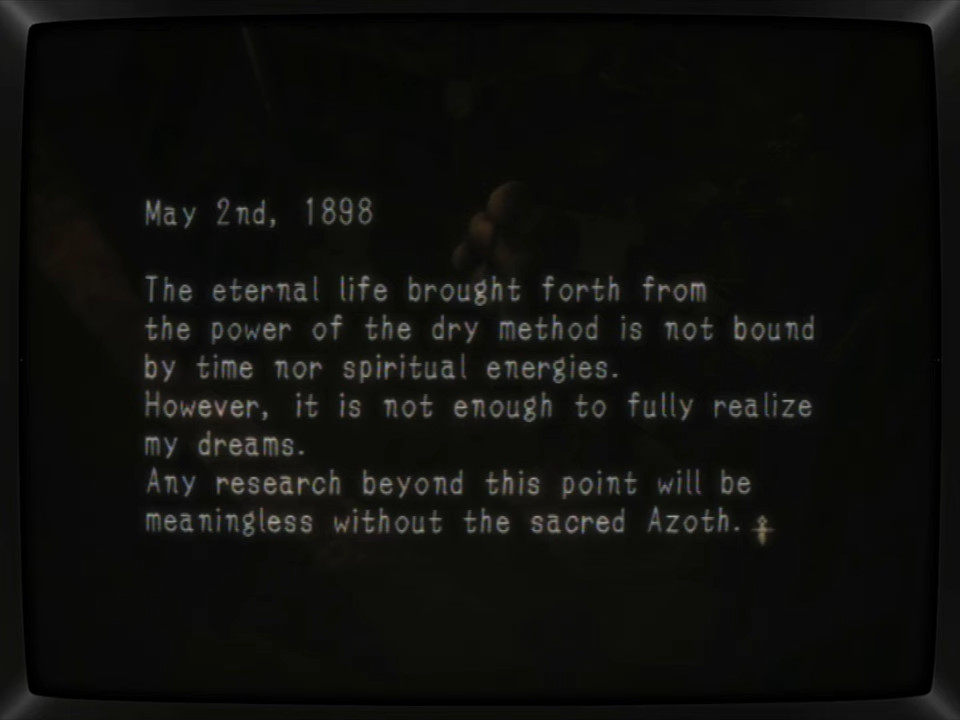 May 2nd, 1898
The eternal life brought forth from
the power of the dry method is not bound
by time nor spiritual energies.
However, it is not enough to fully realize
my dreams.
Any research beyond this point will be
meaningless without the sacred Azoth.